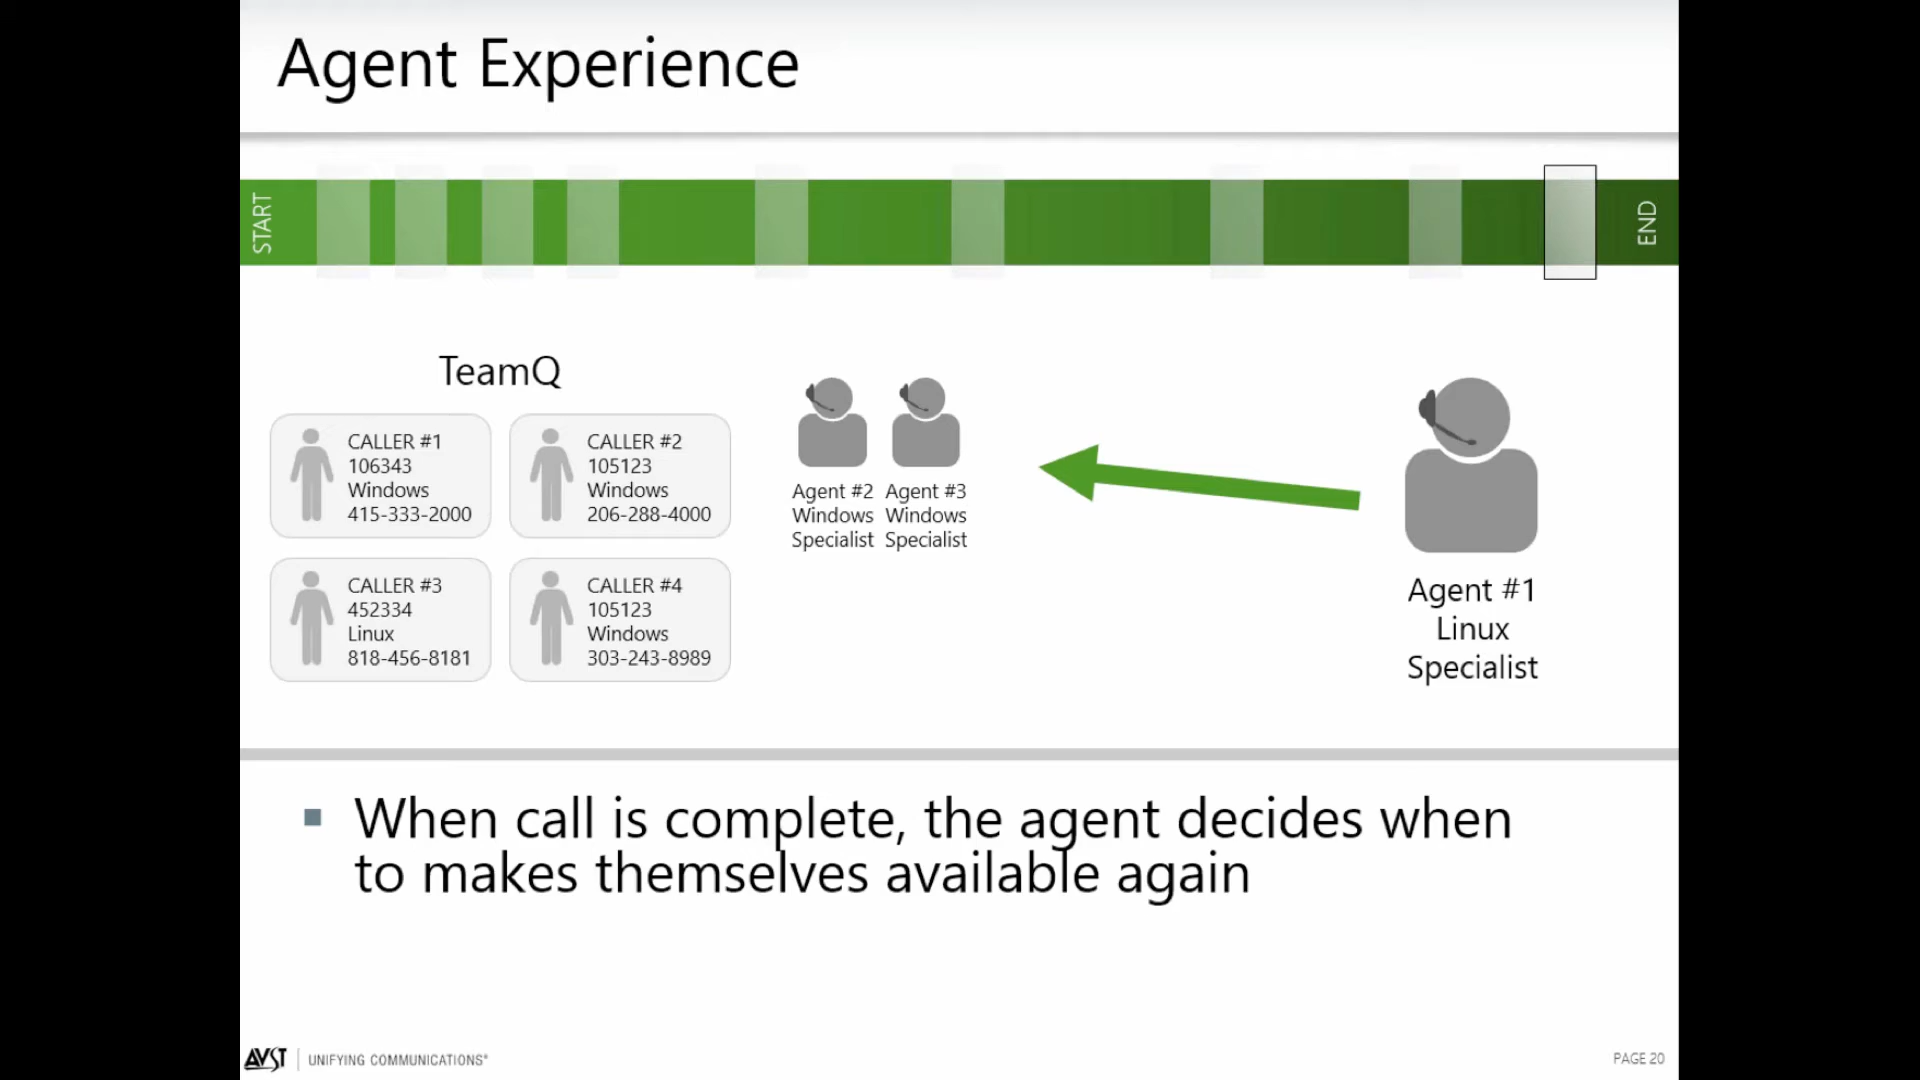 Agent Experience
START
END
TeamQ
CALLER #1
106343
Windows
415-333-2000
CALLER #2
105123
Windows
206-288-4000
CALLER #3
452334
Linux
818-456-8181
CALLER #4
105123
Windows
303-243-8989
Agent #2
Windows
Specialist
Agent #3
Windows
Specialist
Agent #1
Linux
Specialist
When call is complete, the agent decides when
to makes themselves available again
AVST
UNIFYING COMMUNICATIONS®
PAGE 20